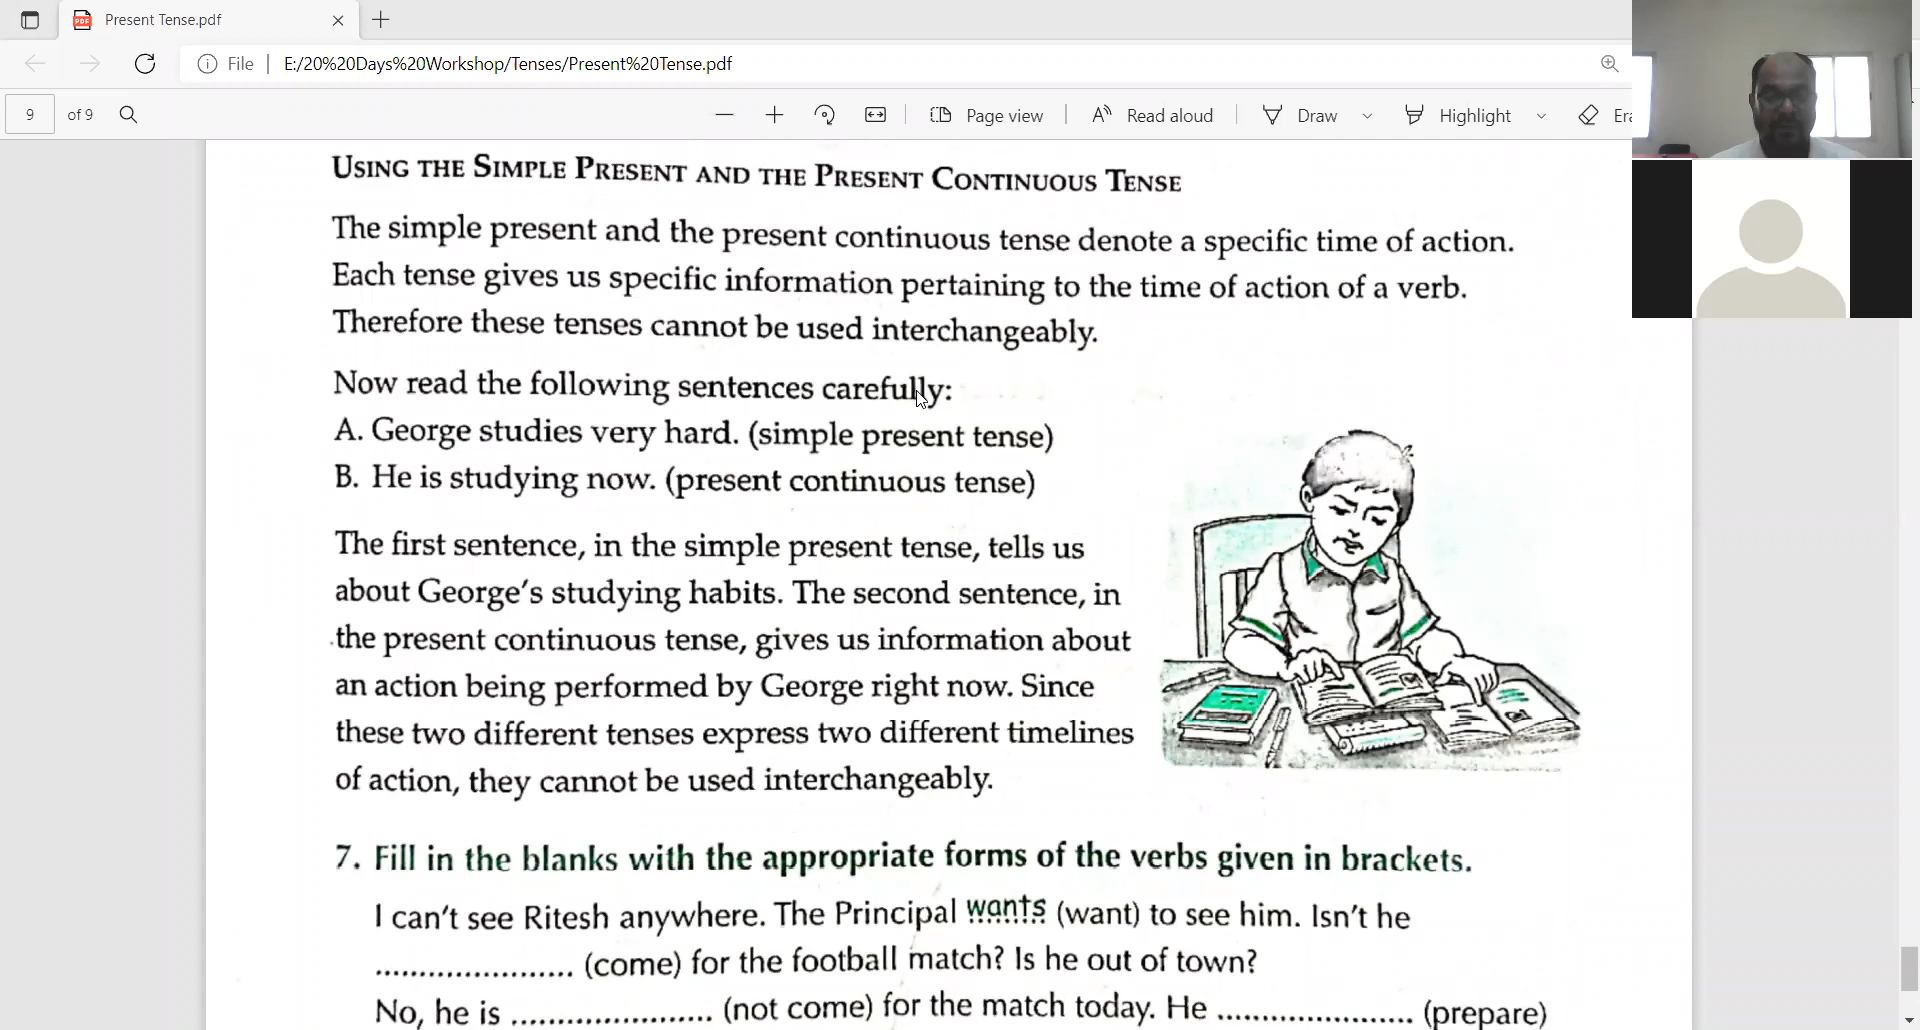 Present Tense.pdf
File | E:/20%20Days%20Workshop/Tenses/Present%20Tense.pdf
9 of 9 Page view Read aloud Draw Highlight Era
USING THE SIMPLE PRESENT AND THE PRESENT CONTINUOUS TENSE
The simple present and the present continuous tense denote a specific time of action.
Each tense gives us specific information pertaining to the time of action of a verb.
Therefore these tenses cannot be used interchangeably.
Now read the following sentences carefully:
A. George studies very hard. (simple present tense)
B. He is studying now. (present continuous tense)
The first sentence, in the simple present tense, tells us
about George's studying habits. The second sentence, in
the present continuous tense, gives us information about
an action being performed by George right now. Since
these two different tenses express two different timelines
of action, they cannot be used interchangeably.
7. Fill in the blanks with the appropriate forms of the verbs given in brackets.
I can't see Ritesh anywhere. The Principal wants (want) to see him. Isn't he
...................... (come) for the football match? Is he out of town?
No, he is ...................... (not come) for the match today. He ...................... (prepare)